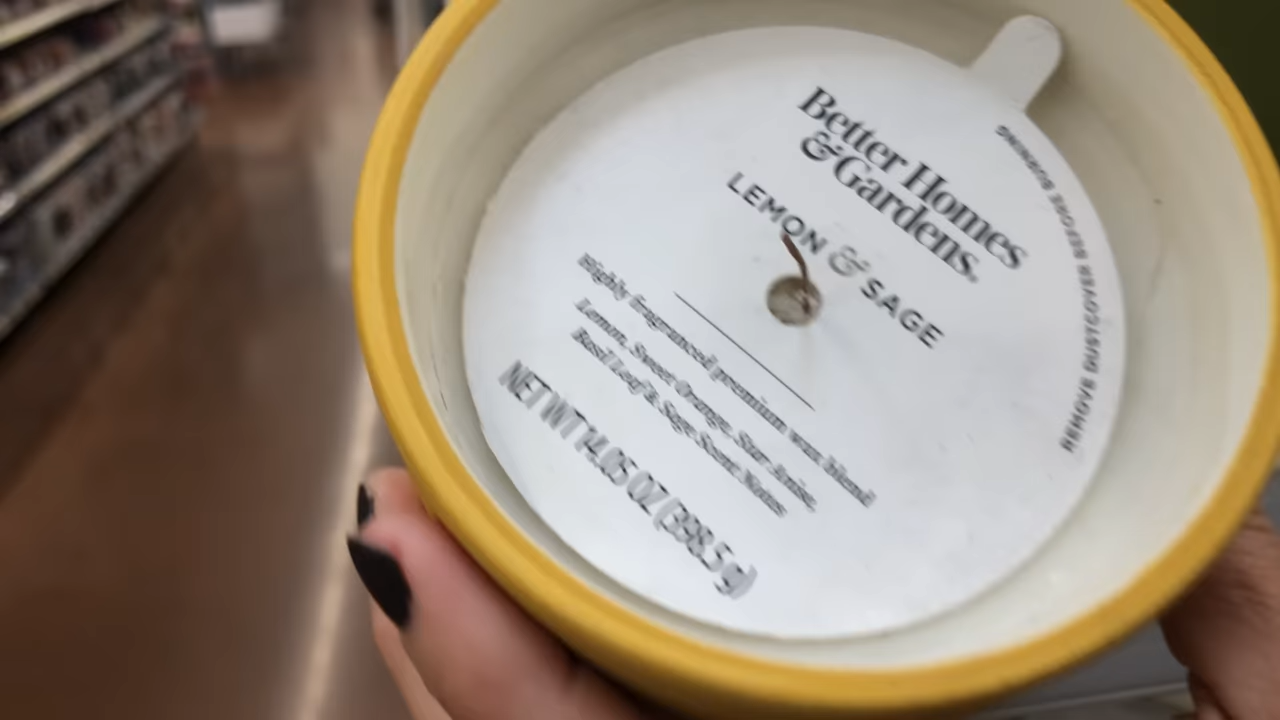 Better Homes
& Gardens.
LEMON & SAGE
Highly fragranced premium wax blend
Lemon, Sweet Orange, Star Anise,
Basil Leaf & Sage Scent Notes
NET WT 14.05 OZ (398.5 g)
REMOVE DUSTCOVER BEFORE BURNING